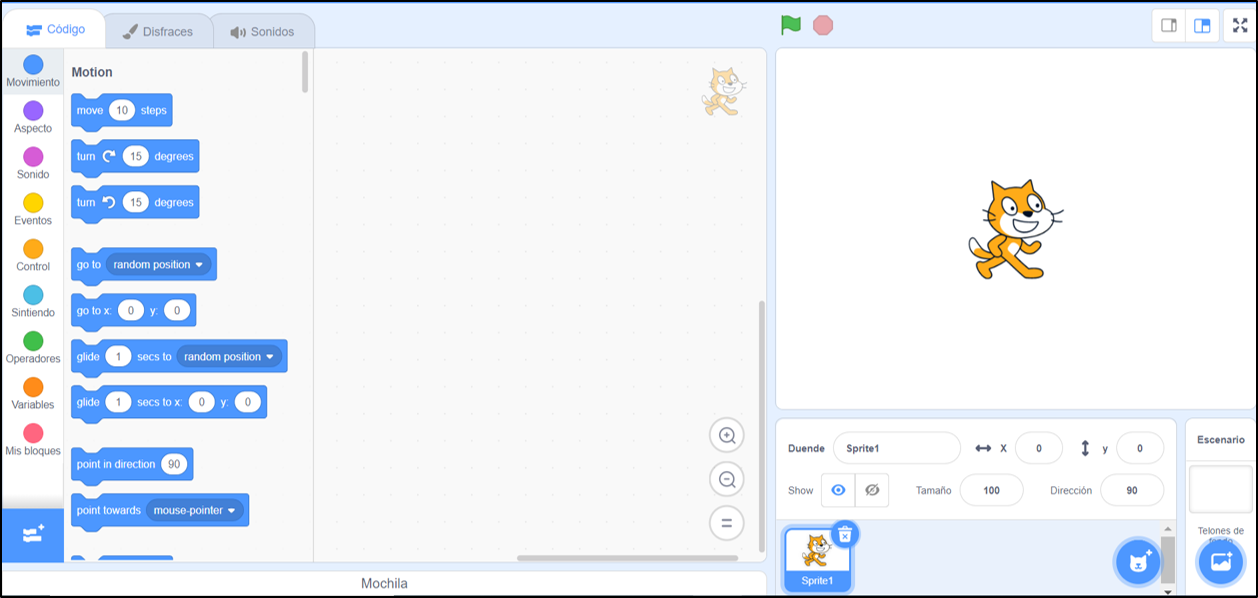 Código
Disfraces
Sonidos
Movimiento
Aspecto
Sonido
Eventos
Control
Sintiendo
Operadores
Variables
Mis bloques
Motion
move 10 steps
turn 15 degrees
turn 15 degrees
go to random position
go to x: 0 y: 0
glide 1 secs to random position
glide 1 secs to x: 0 y: 0
point in direction 90
point towards mouse-pointer
Mochila
Duende Sprite1 X 0 y 0
Show Tamaño 100 Dirección 90
Sprite1
Escenario
Telones de
fondo